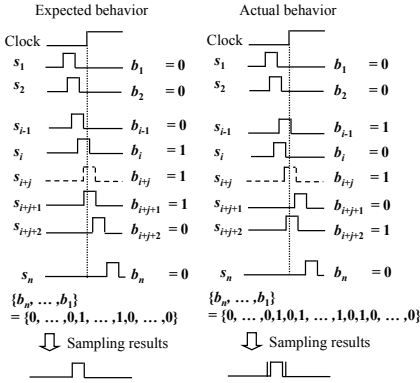 Expected behavior
Actual behavior
Clock
s1 b1 = 0
s2 b2 = 0
si-1 bi-1 = 0
si bi = 1
si+j bi+j = 1
si+j+1 bi+j+1 = 1
si+j+2 bi+j+2 = 0
sn bn = 0
{bn, … ,b1}
= {0, … ,0,1, … ,1,0, … ,0}
Sampling results
Clock
s1 b1 = 0
s2 b2 = 0
si-1 bi-1 = 1
si bi = 0
si+j bi+j = 1
si+j+1 bi+j+1 = 0
si+j+2 bi+j+2 = 1
sn bn = 0
{bn, … ,b1}
= {0, … ,0,1,0,1, … ,1,0,1,0, … ,0}
Sampling results